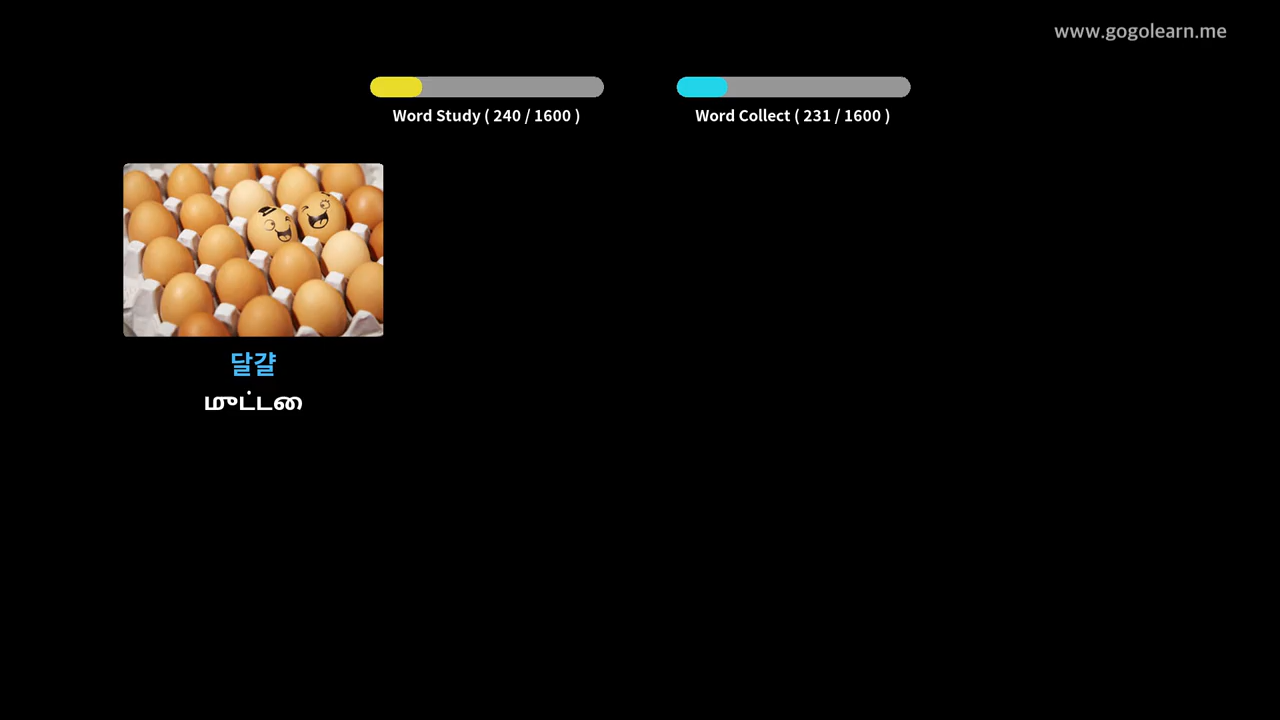 www.gogolearn.me
Word Study ( 240 / 1600 )
Word Collect ( 231 / 1600 )
달걀
முட்டை